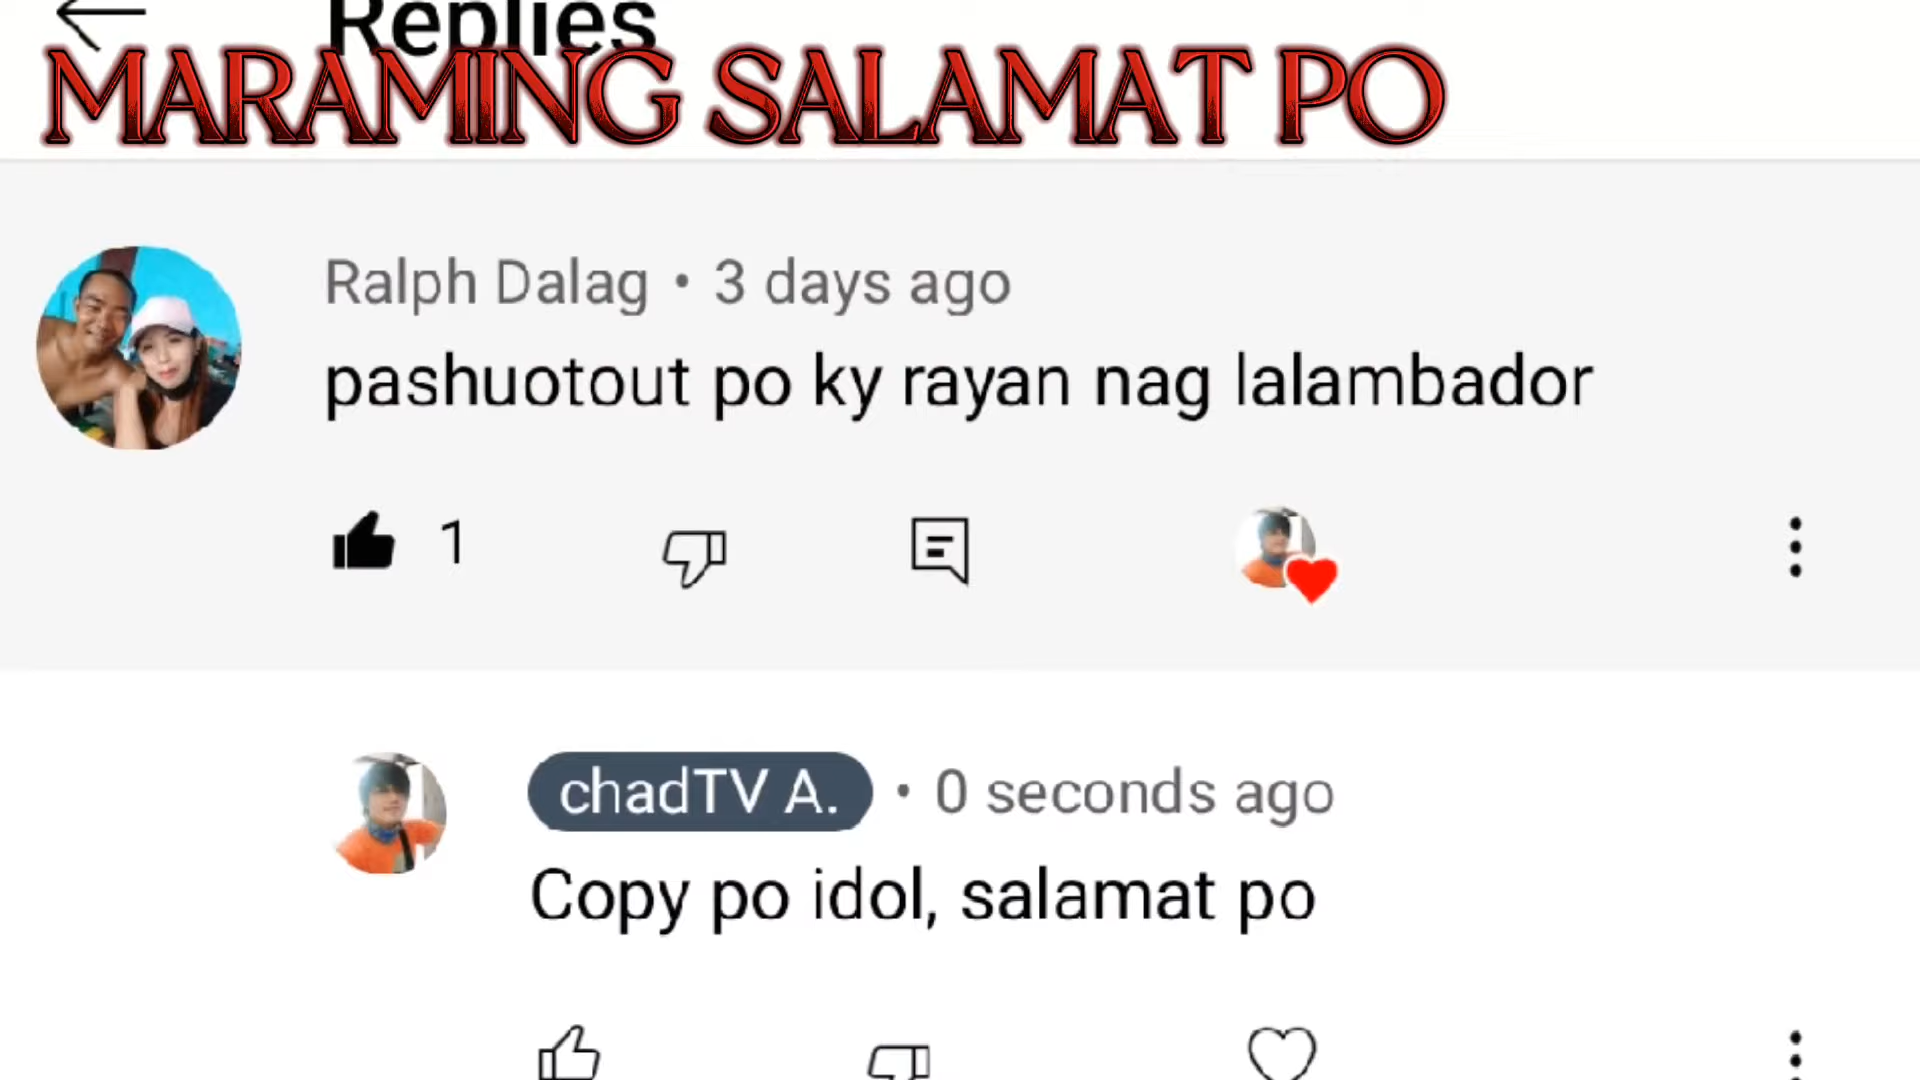 Replies
MARAMING SALAMAT PO
Ralph Dalag • 3 days ago
pashuotout po ky rayan nag lalambador
1
chadTV A. • 0 seconds ago
Copy po idol, salamat po